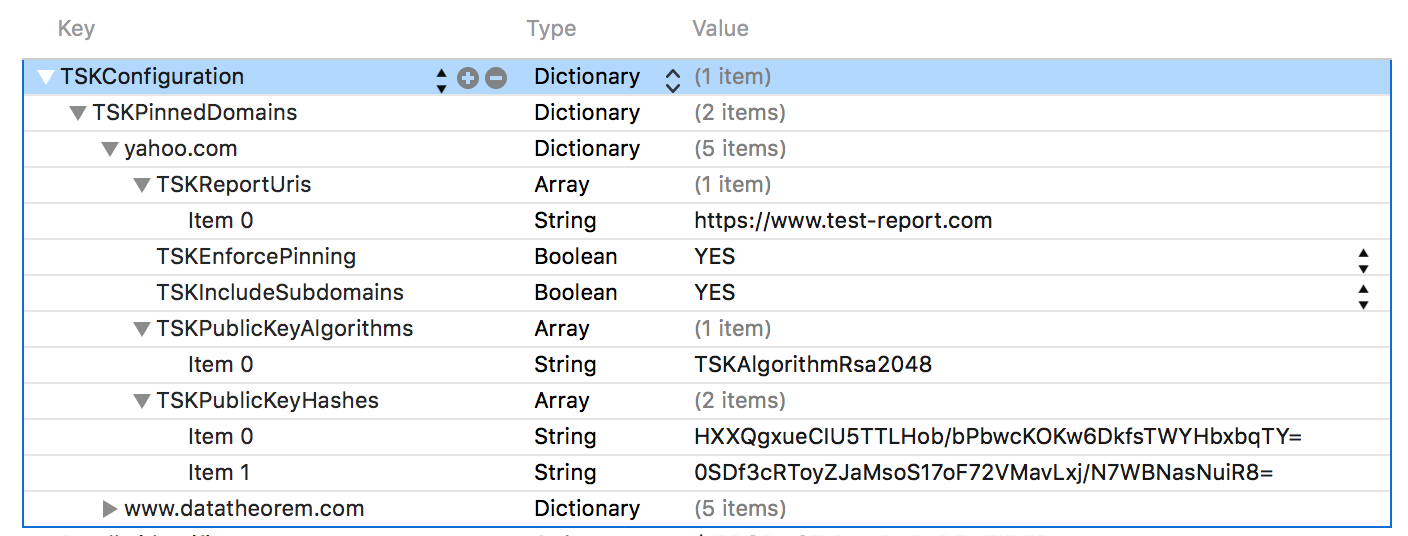 Key Type Value
TSKConfiguration Dictionary (1 item)
TSKPinnedDomains Dictionary (2 items)
yahoo.com Dictionary (5 items)
TSKReportUris Array (1 item)
Item 0 String https://www.test-report.com
TSKEnforcePinning Boolean YES
TSKIncludeSubdomains Boolean YES
TSKPublicKeyAlgorithms Array (1 item)
Item 0 String TSKAlgorithmRsa2048
TSKPublicKeyHashes Array (2 items)
Item 0 String HXXQgxueCIU5TTLHob/bPbwcKOKw6DkfsTWYHbxbqTY=
Item 1 String 0SDf3cRToyZJaMsoS17oF72VMavLxj/N7WBNasNuiR8=
www.datatheorem.com Dictionary (5 items)